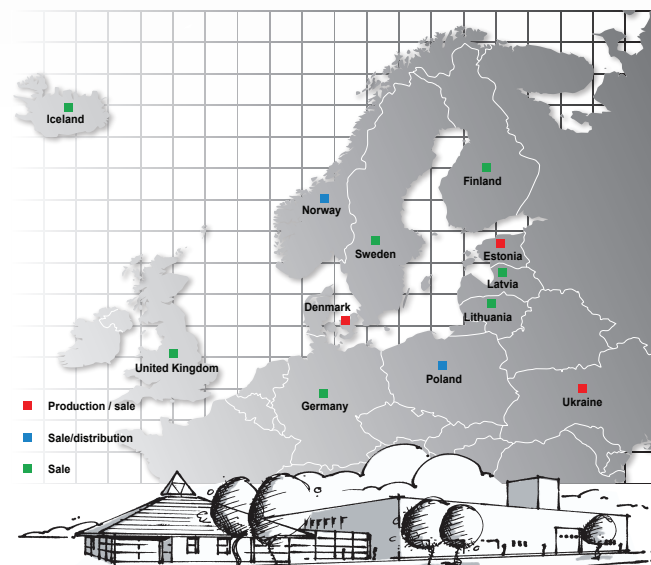 Iceland
Finland
Norway
Sweden
Estonia
Latvia
Denmark
Lithuania
United Kingdom
Poland
Germany
Ukraine
Production / sale
Sale/distribution
Sale